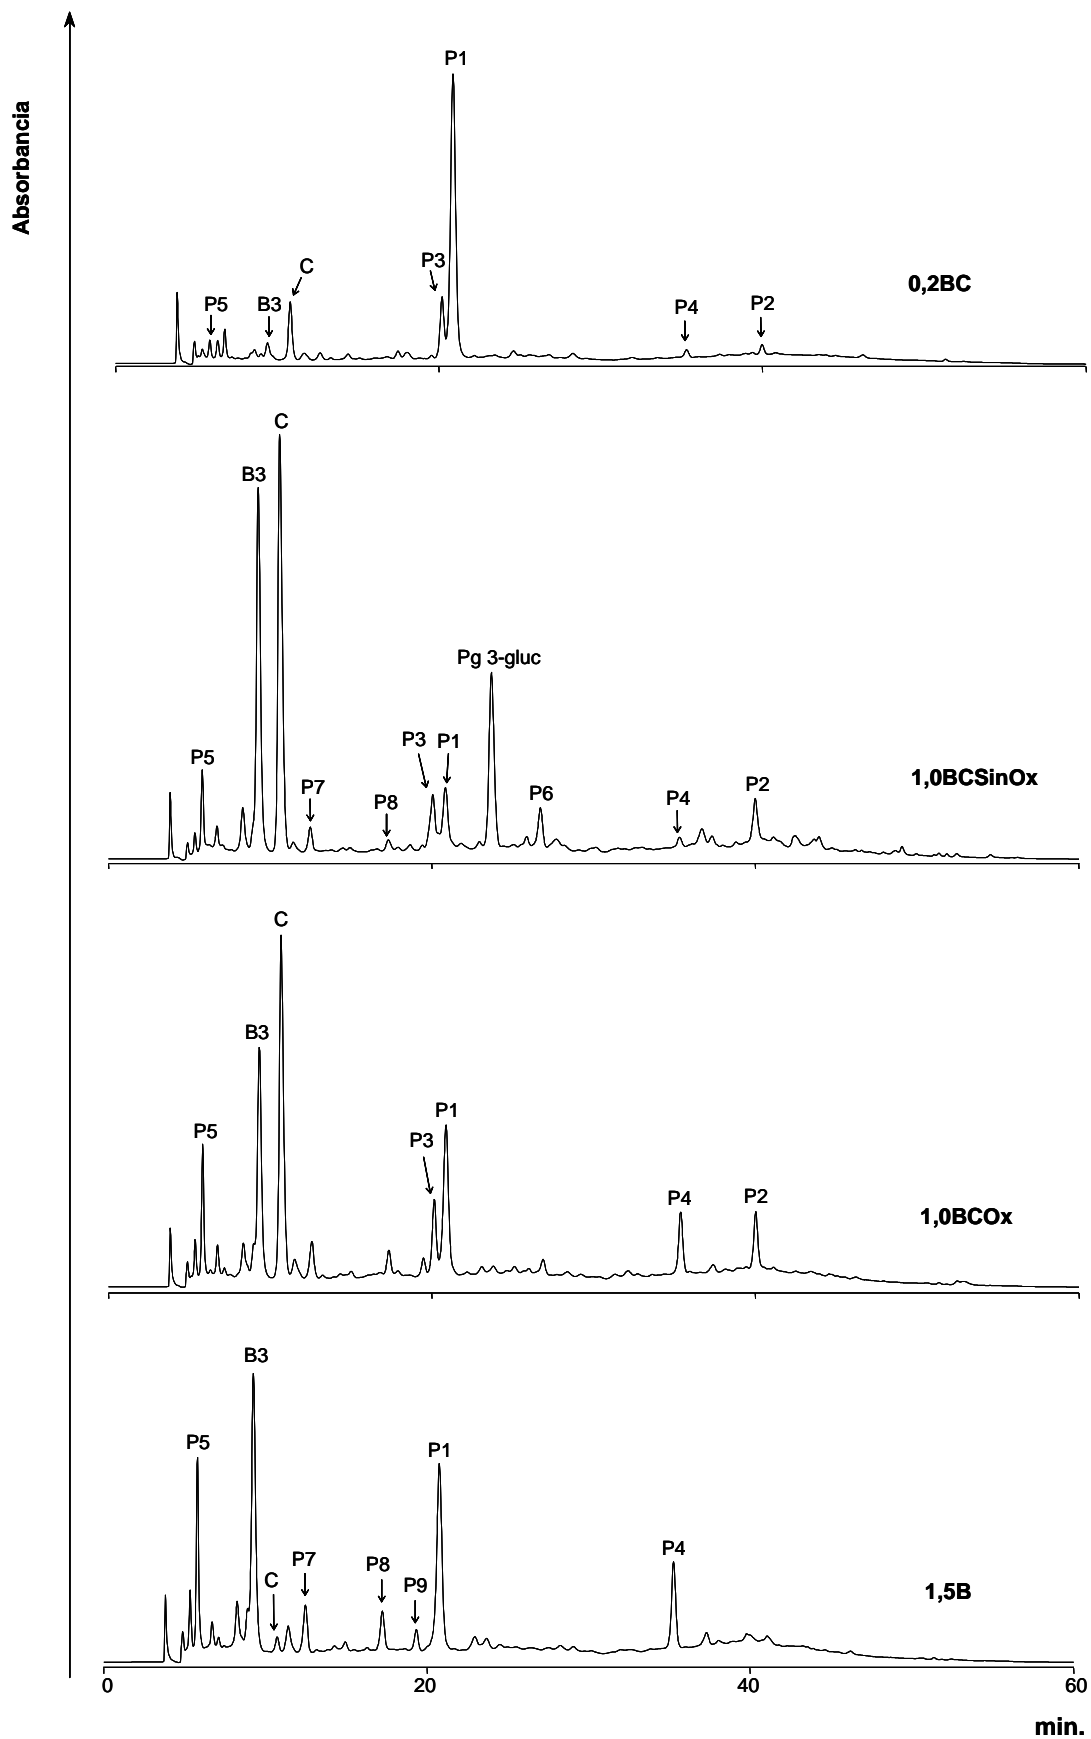 Absorbancia
P1
P3
C
P5
B3
P4
P2
0,2BC
C
B3
Pg 3-gluc
P3
P1
P5
P7
P8
P6
P4
P2
1,0BCSinOx
C
B3
P1
P3
P5
P4
P2
1,0BCOx
B3
P5
P1
P7
P8
P4
C
P9
1,5B
0 20 40 60
min.